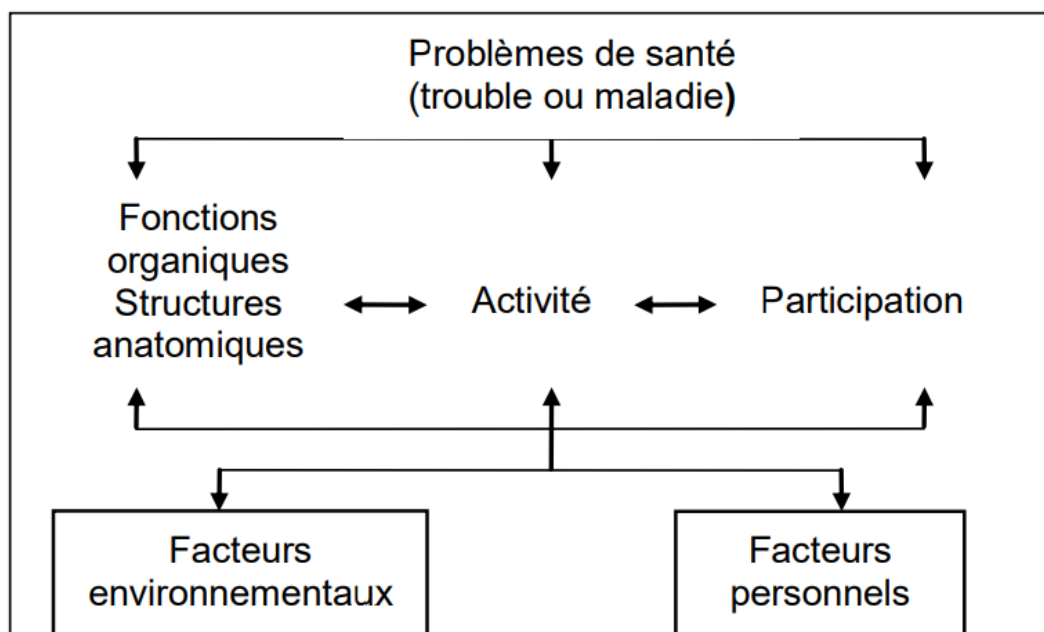 Problèmes de santé
(trouble ou maladie)
Fonctions
organiques
Structures
anatomiques
Activité
Participation
Facteurs
environnementaux
Facteurs
personnels